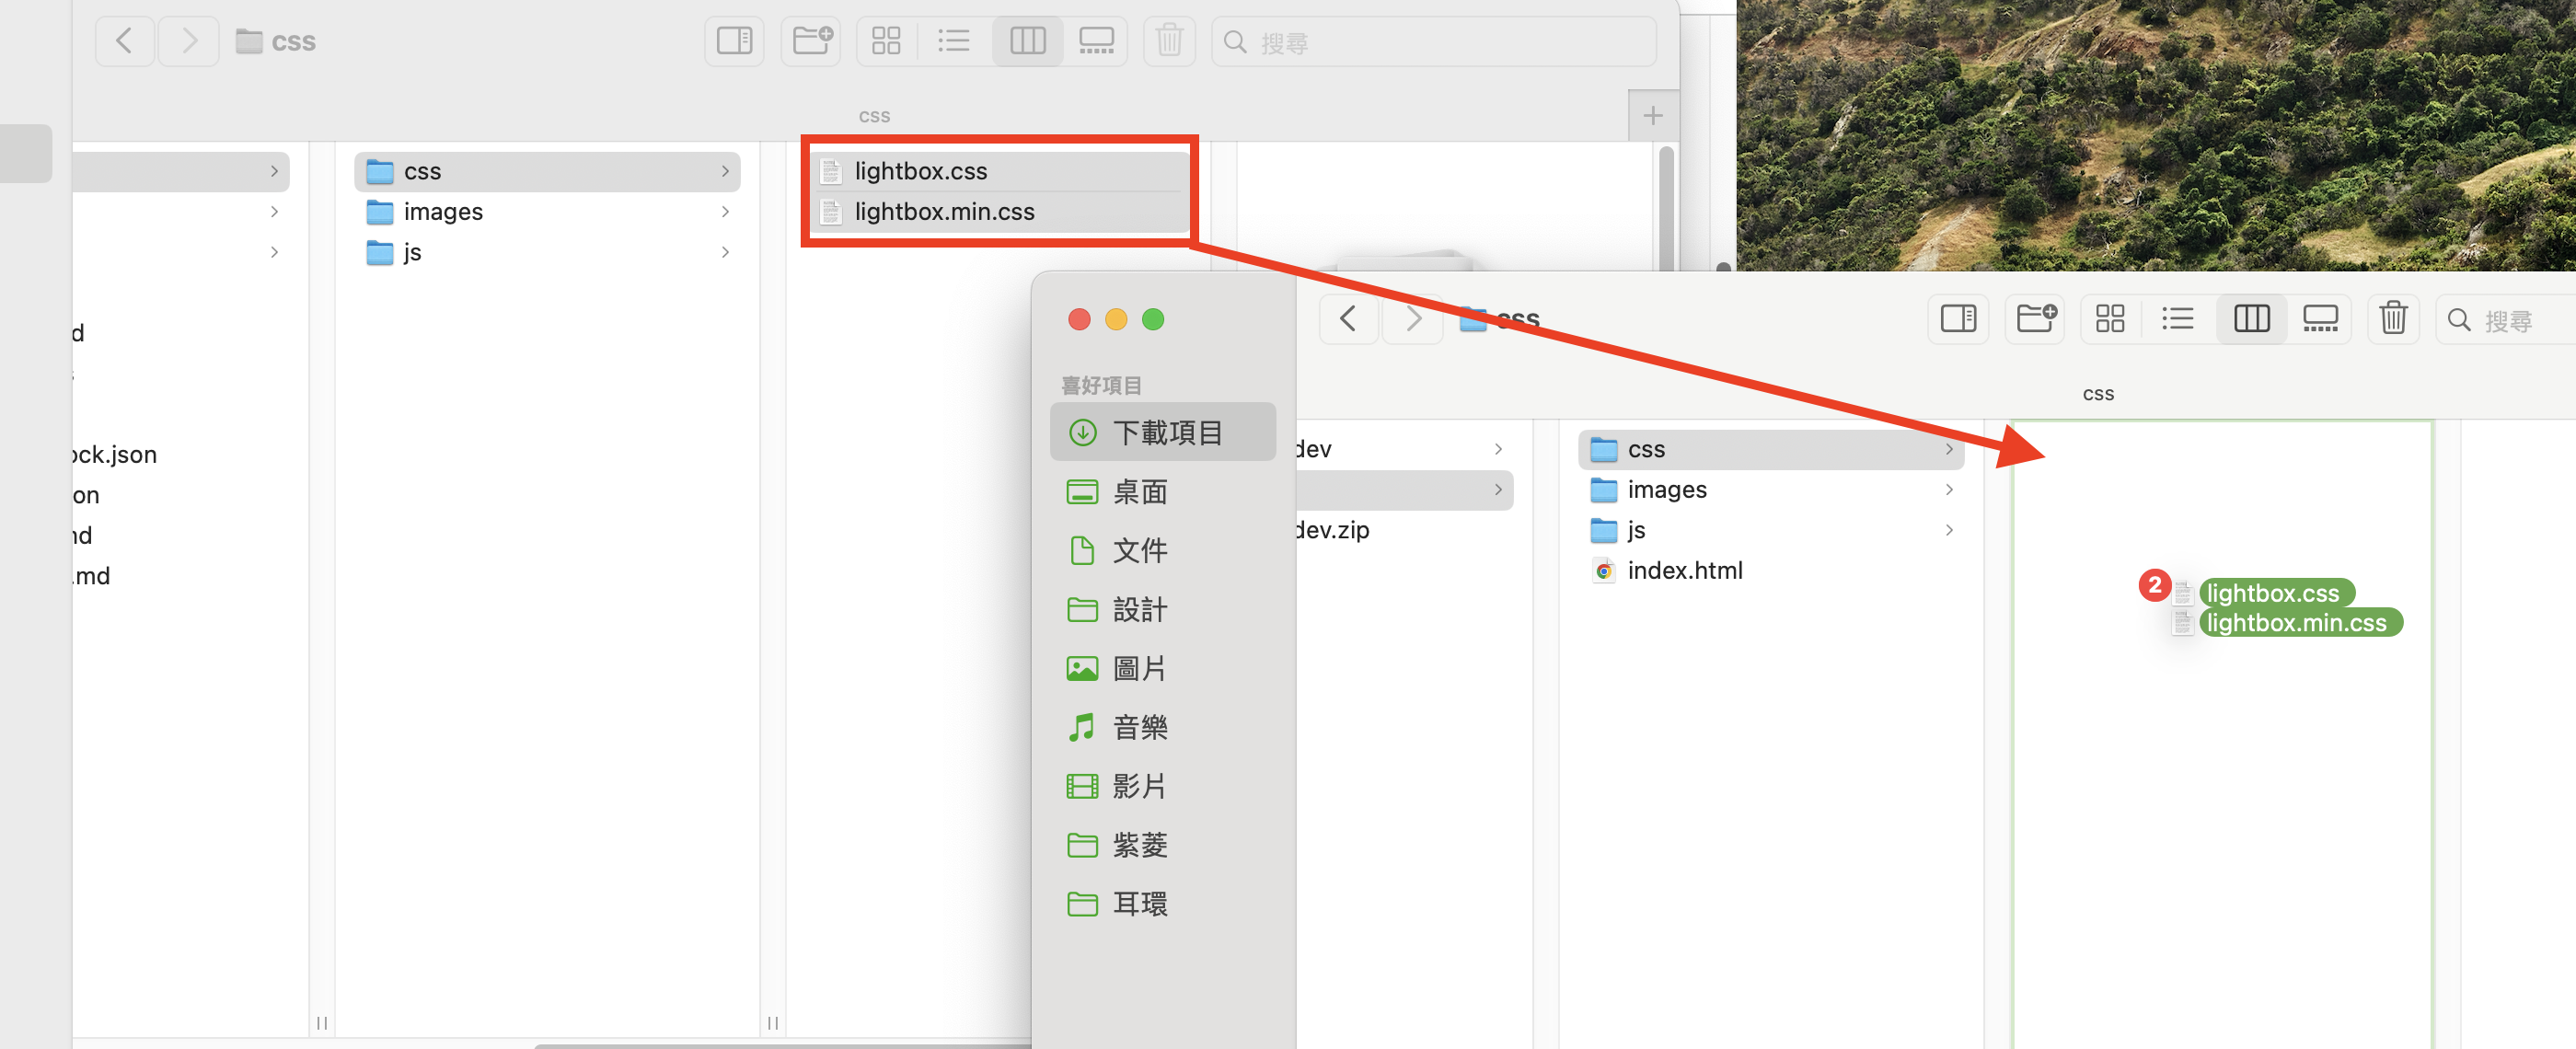 css
搜尋
css
css
images
js
lightbox.css
lightbox.min.css
d
ock.json
on
nd
.md
css
搜尋
css
喜好項目
下載項目
桌面
文件
設計
圖片
音樂
影片
紫菱
耳環
dev
dev.zip
css
images
js
index.html
2
lightbox.css
lightbox.min.css